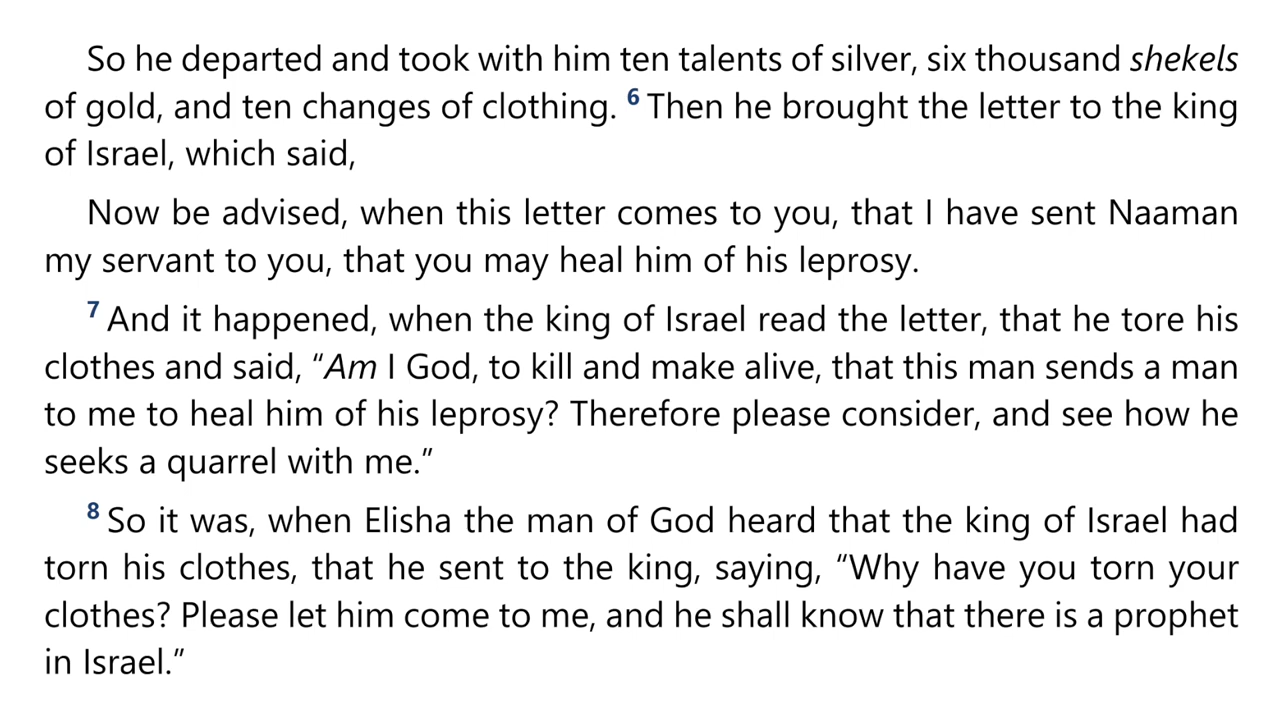 So he departed and took with him ten talents of silver, six thousand shekels
of gold, and ten changes of clothing. 6 Then he brought the letter to the king
of Israel, which said,
Now be advised, when this letter comes to you, that I have sent Naaman
my servant to you, that you may heal him of his leprosy.
7 And it happened, when the king of Israel read the letter, that he tore his
clothes and said, “Am I God, to kill and make alive, that this man sends a man
to me to heal him of his leprosy? Therefore please consider, and see how he
seeks a quarrel with me.”
8 So it was, when Elisha the man of God heard that the king of Israel had
torn his clothes, that he sent to the king, saying, “Why have you torn your
clothes? Please let him come to me, and he shall know that there is a prophet
in Israel.”